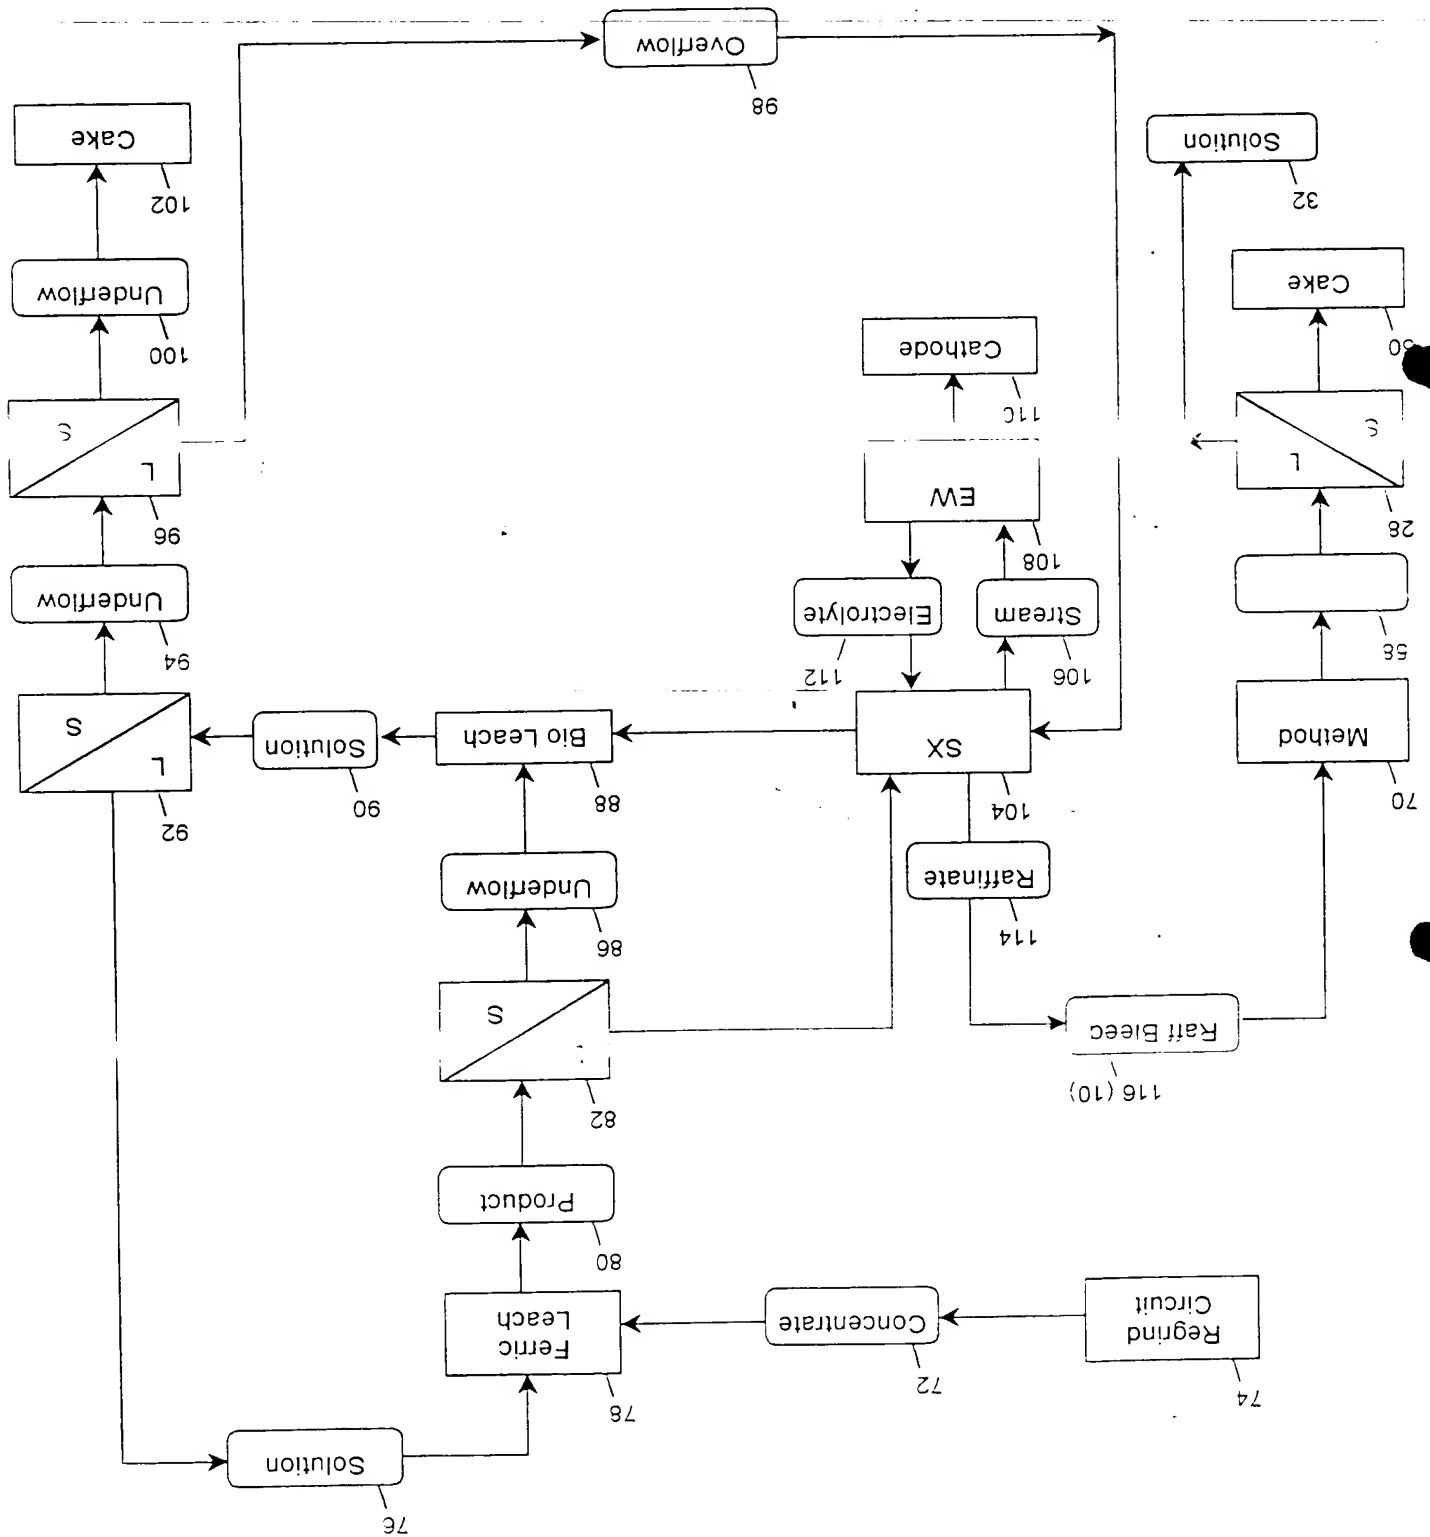 76
Solution
74
72
78
Regrind
Circuit
Concentrate
Ferric
Leach
80
Product
116 (10)
82
Raff Bleed
S
114
86
Raffinate
Underflow
70
104
88
90
92
Method
SX
Bio Leach
Solution
L
S
58
106
112
94
Stream
Electrolyte
Underflow
108
28
96
EW
L
S
L
S
110
100
Cathode
Underflow
Cake
32
102
Solution
Cake
98
Overflow